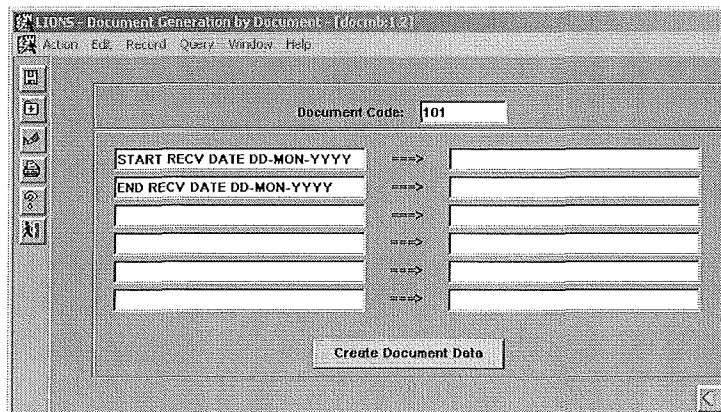 LIONS - Document Generation by Document - [docmb:1.2]
Action Edit Record Query Window Help
Document Code: 101
START RECV DATE DD-MON-YYYY ===>
END RECV DATE DD-MON-YYYY ===>
===>
===>
===>
===>
Create Document Data